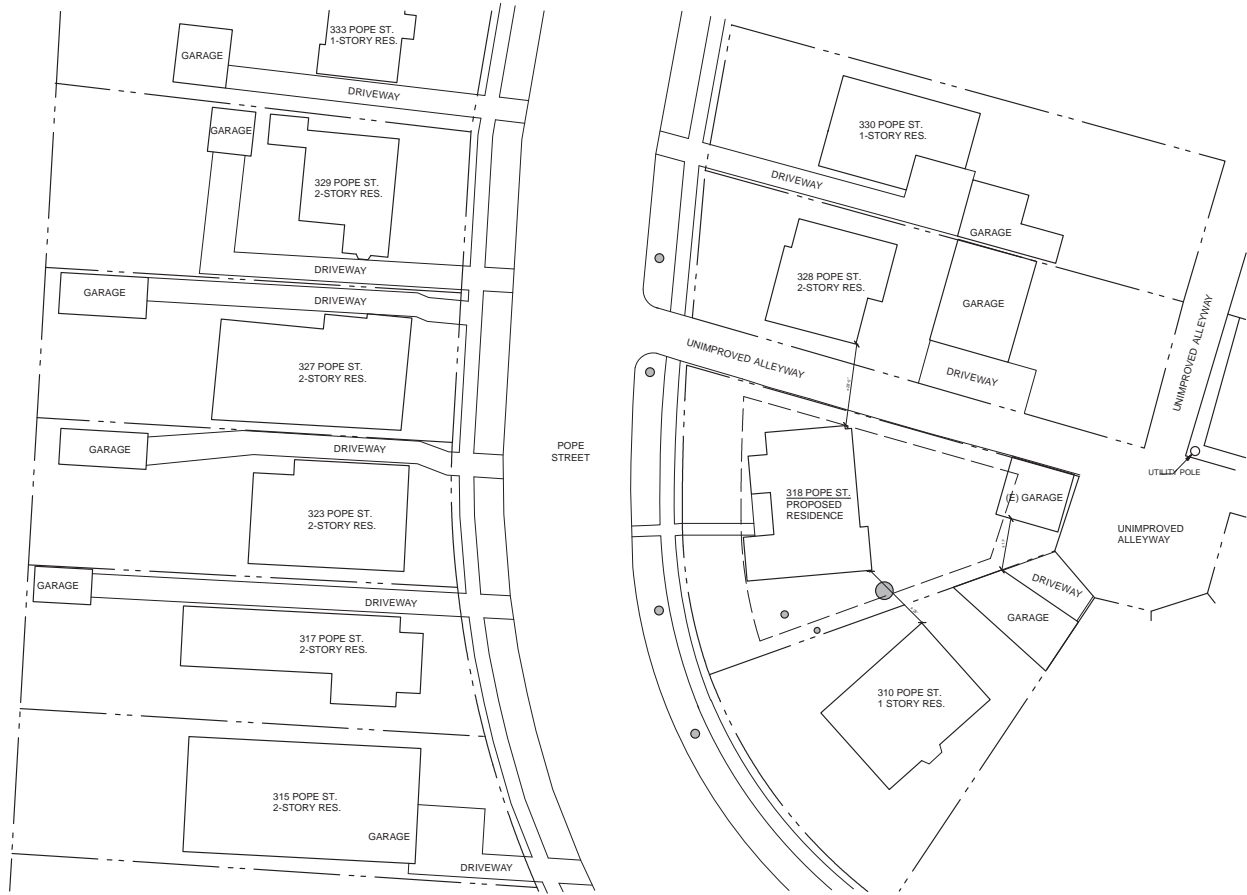 333 POPE ST.
1-STORY RES.
GARAGE
DRIVEWAY
GARAGE
329 POPE ST.
2-STORY RES.
DRIVEWAY
GARAGE
DRIVEWAY
327 POPE ST.
2-STORY RES.
GARAGE
DRIVEWAY
323 POPE ST.
2-STORY RES.
GARAGE
DRIVEWAY
317 POPE ST.
2-STORY RES.
315 POPE ST.
2-STORY RES.
GARAGE
DRIVEWAY
POPE
STREET
330 POPE ST.
1-STORY RES.
DRIVEWAY
GARAGE
328 POPE ST.
2-STORY RES.
GARAGE
UNIMPROVED ALLEYWAY
DRIVEWAY
UNIMPROVED ALLEYWAY
UTILITY POLE
318 POPE ST.
PROPOSED
RESIDENCE
(E) GARAGE
UNIMPROVED
ALLEYWAY
DRIVEWAY
GARAGE
310 POPE ST.
1 STORY RES.